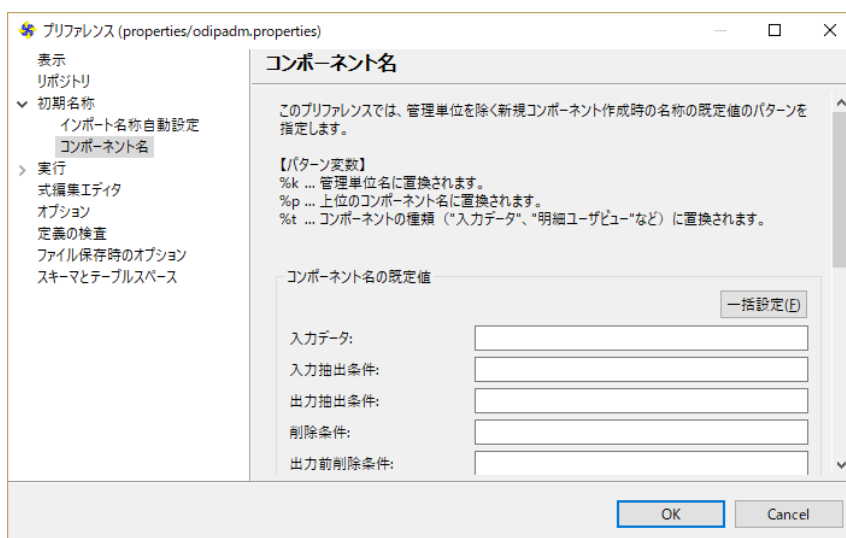 プリファレンス (properties/odipadm.properties)
表示
リポジトリ
初期名称
インポート名称自動設定
コンポーネント名
実行
式編集エディタ
オプション
定義の検査
ファイル保存時のオプション
スキーマとテーブルスペース
コンポーネント名
このプリファレンスでは、管理単位を除く新規コンポーネント作成時の名称の既定値のパターンを
指定します。
【パターン変数】
%k ... 管理単位名に置換されます。
%p ... 上位のコンポーネント名に置換されます。
%t ... コンポーネントの種類（"入力データ"、"明細ユーザビュー"など）に置換されます。
コンポーネント名の既定値
一括設定(F)
入力データ:
入力抽出条件:
出力抽出条件:
削除条件:
出力前削除条件:
OK
Cancel